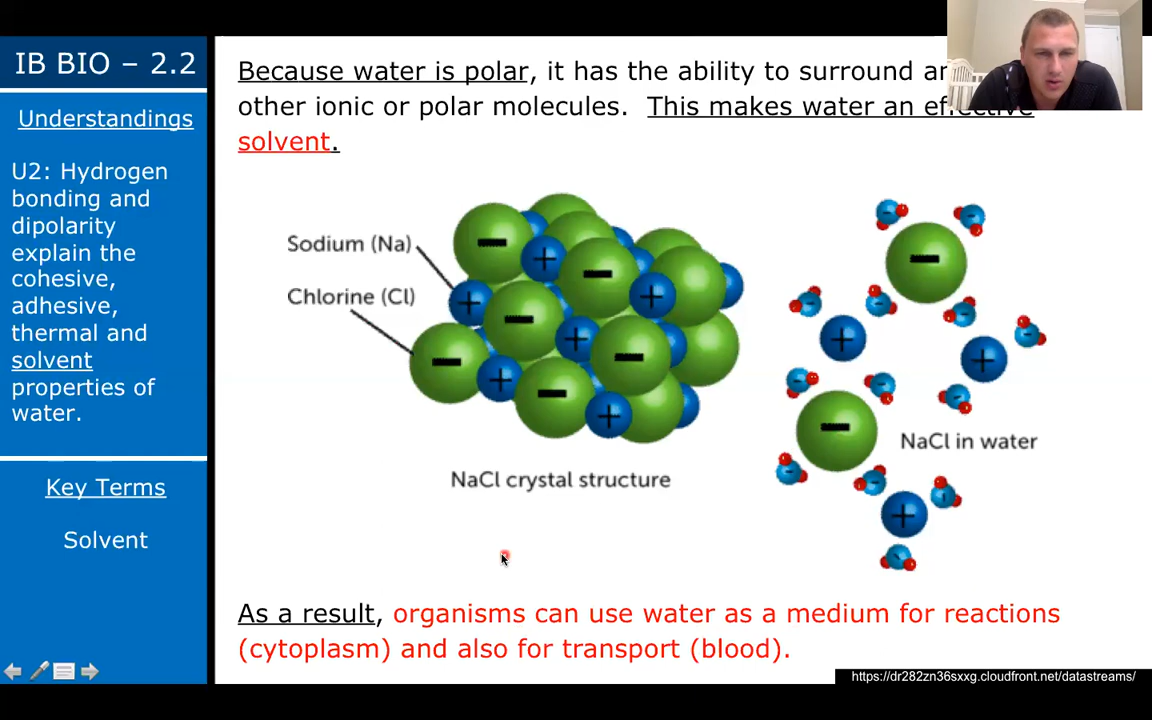 IB BIO – 2.2
Understandings
U2: Hydrogen
bonding and
dipolarity
explain the
cohesive,
adhesive,
thermal and
solvent
properties of
water.
Key Terms
Solvent
Because water is polar, it has the ability to surround
other ionic or polar molecules. This makes water an effective
solvent.
Sodium (Na)
Chlorine (Cl)
NaCl crystal structure
NaCl in water
As a result, organisms can use water as a medium for reactions
(cytoplasm) and also for transport (blood).
https://dr282zn36sxxg.cloudfront.net/datastreams/